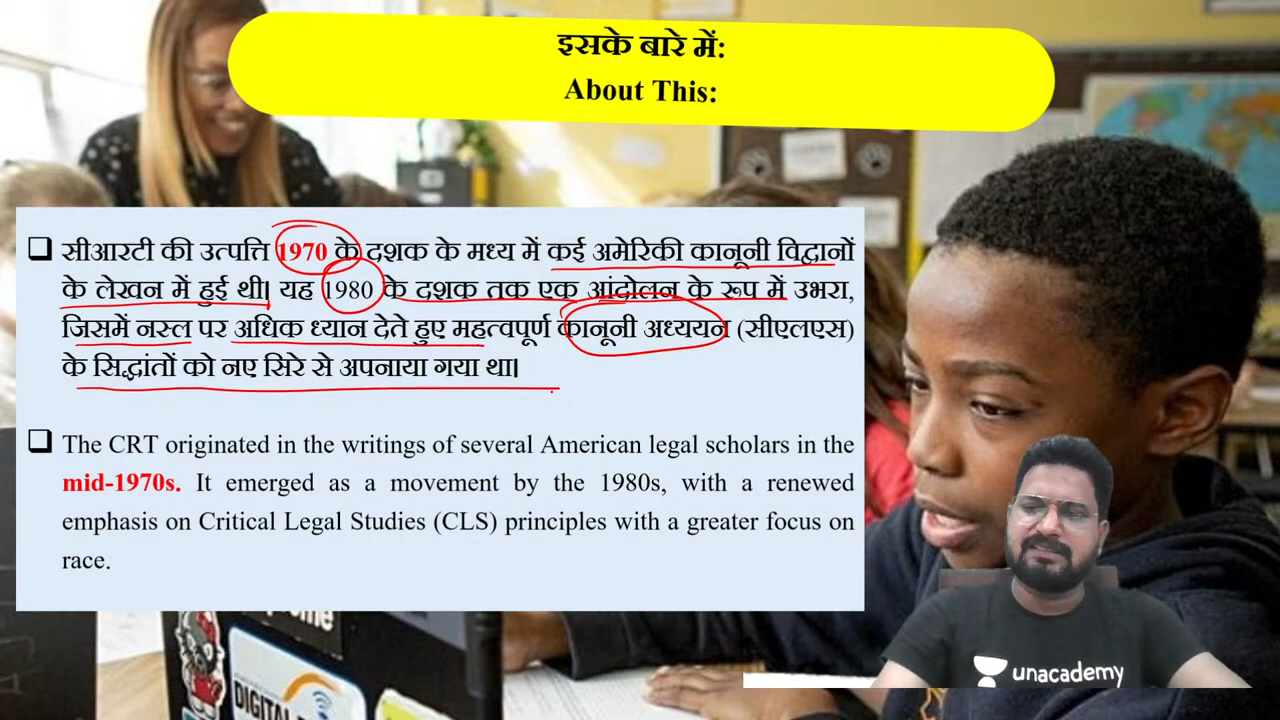 इसके बारे में:
About This:
सीआरटी की उत्पत्ति 1970 के दशक के मध्य में कई अमेरिकी कानूनी विद्वानों
के लेखन में हुई थी। यह 1980 के दशक तक एक आंदोलन के रूप में उभरा,
जिसमें नस्ल पर अधिक ध्यान देते हुए महत्वपूर्ण कानूनी अध्ययन (सीएलएस)
के सिद्धांतों को नए सिरे से अपनाया गया था।
The CRT originated in the writings of several American legal scholars in the
mid-1970s. It emerged as a movement by the 1980s, with a renewed
emphasis on Critical Legal Studies (CLS) principles with a greater focus on
race.
DIGITAL
unacademy